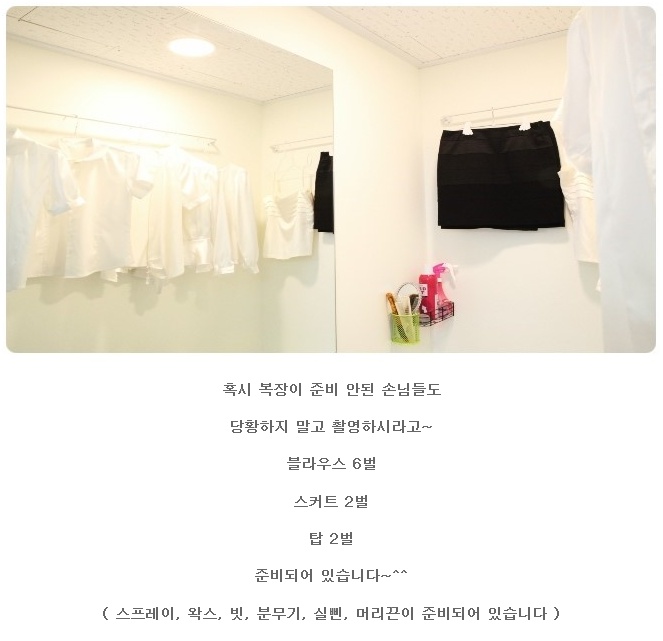 혹시 복장이 준비 안된 손님들도
당황하지 말고 촬영하시라고~
블라우스 6벌
스커트 2벌
탑 2벌
준비되어 있습니다~^^
( 스프레이, 왁스, 빗, 분무기, 실삔, 머리끈이 준비되어 있습니다 )